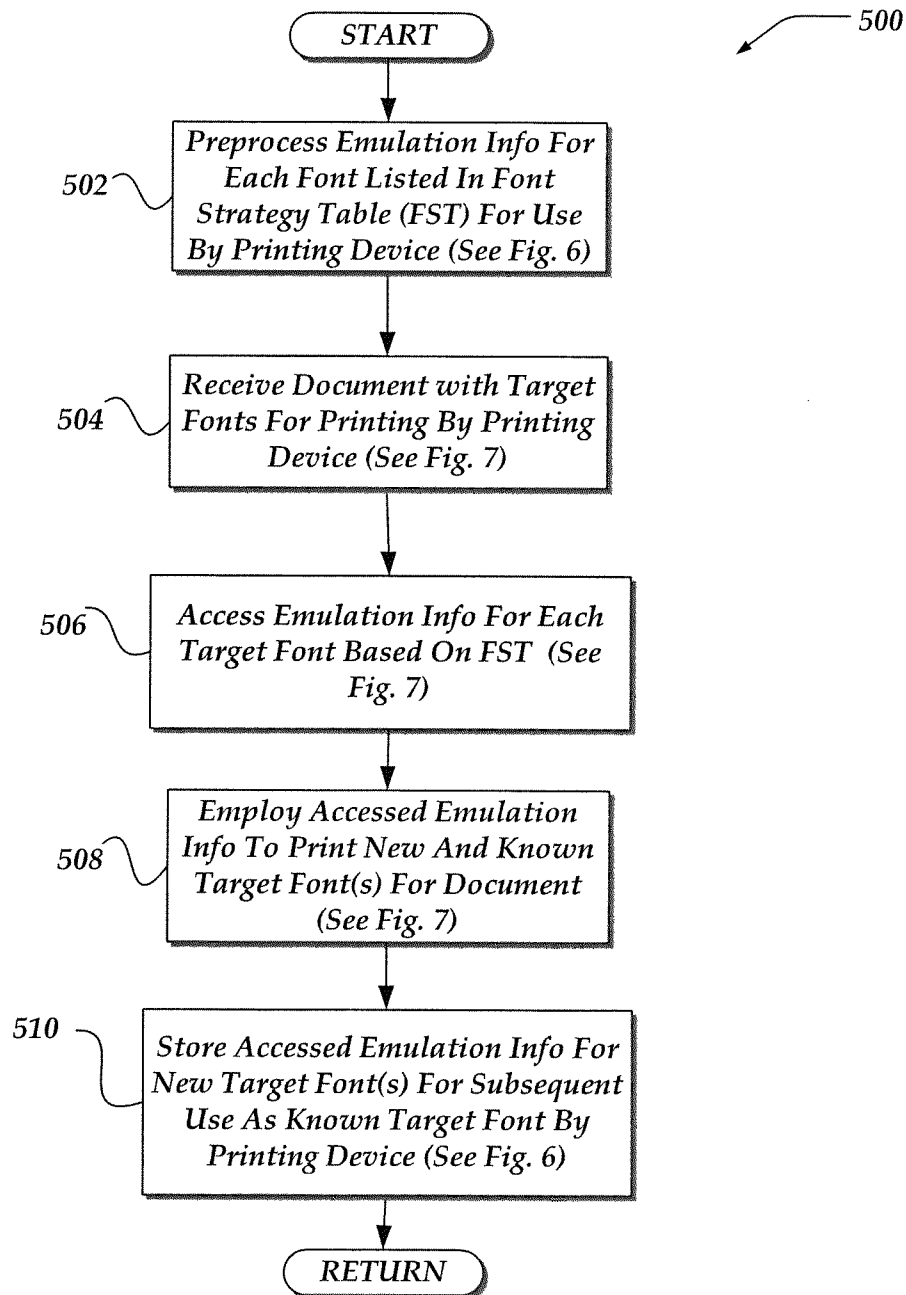 START
500
502
Preprocess Emulation Info For
Each Font Listed In Font
Strategy Table (FST) For Use
By Printing Device (See Fig. 6)
504
Receive Document with Target
Fonts For Printing By Printing
Device (See Fig. 7)
506
Access Emulation Info For Each
Target Font Based On FST (See
Fig. 7)
508
Employ Accessed Emulation
Info To Print New And Known
Target Font(s) For Document
(See Fig. 7)
510
Store Accessed Emulation Info For
New Target Font(s) For Subsequent
Use As Known Target Font By
Printing Device (See Fig. 6)
RETURN